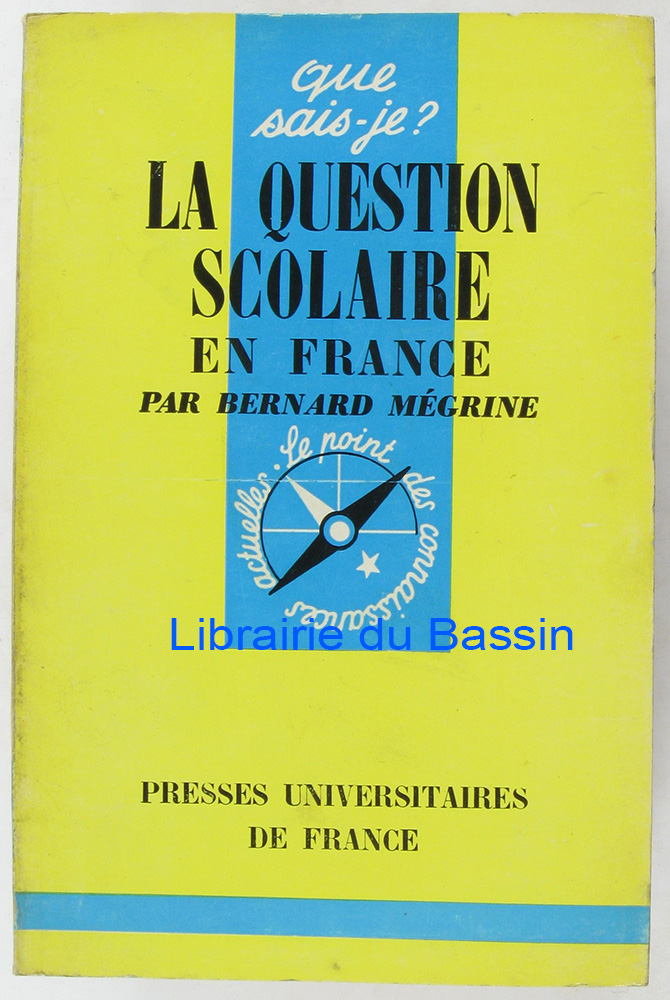 que
sais-je?
LA QUESTION
SCOLAIRE
EN FRANCE
PAR BERNARD MÉGRINE
Le point des connaissances actuelles.
Librairie du Bassin
PRESSES UNIVERSITAIRES
DE FRANCE